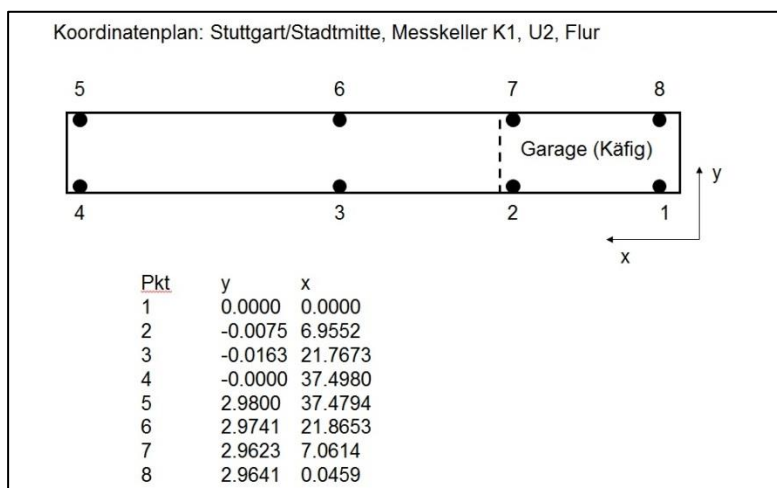 Koordinatenplan: Stuttgart/Stadtmitte, Messkeller K1, U2, Flur
5 6 7 8
Garage (Käfig)
y
4 3 2 1
x
Pkt y x
1 0.0000 0.0000
2 -0.0075 6.9552
3 -0.0163 21.7673
4 -0.0000 37.4980
5 2.9800 37.4794
6 2.9741 21.8653
7 2.9623 7.0614
8 2.9641 0.0459